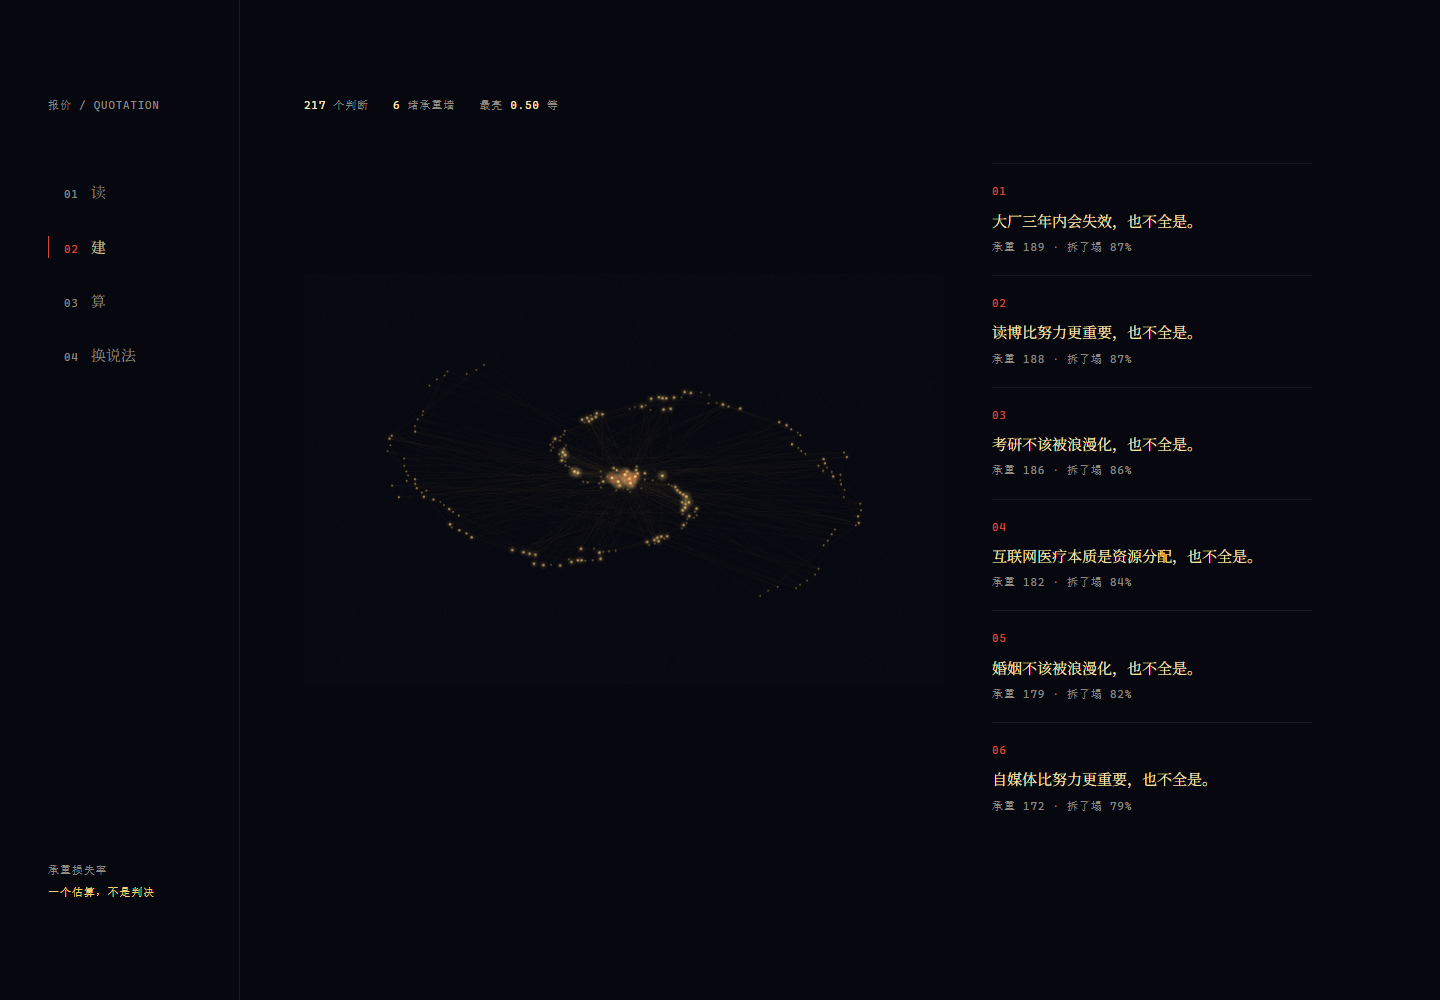 报价 / QUOTATION
217 个判断 6 堵承重墙 最亮 0.50 等
01 读
02 建
03 算
04 换说法
01
大厂三年内会失效，也不全是。
承重 189 · 拆了塌 87%
02
读博比努力更重要，也不全是。
承重 188 · 拆了塌 87%
03
考研不该被浪漫化，也不全是。
承重 186 · 拆了塌 86%
04
互联网医疗本质是资源分配，也不全是。
承重 182 · 拆了塌 84%
05
婚姻不该被浪漫化，也不全是。
承重 179 · 拆了塌 82%
06
自媒体比努力更重要，也不全是。
承重 172 · 拆了塌 79%
承重损失率
一个估算，不是判决